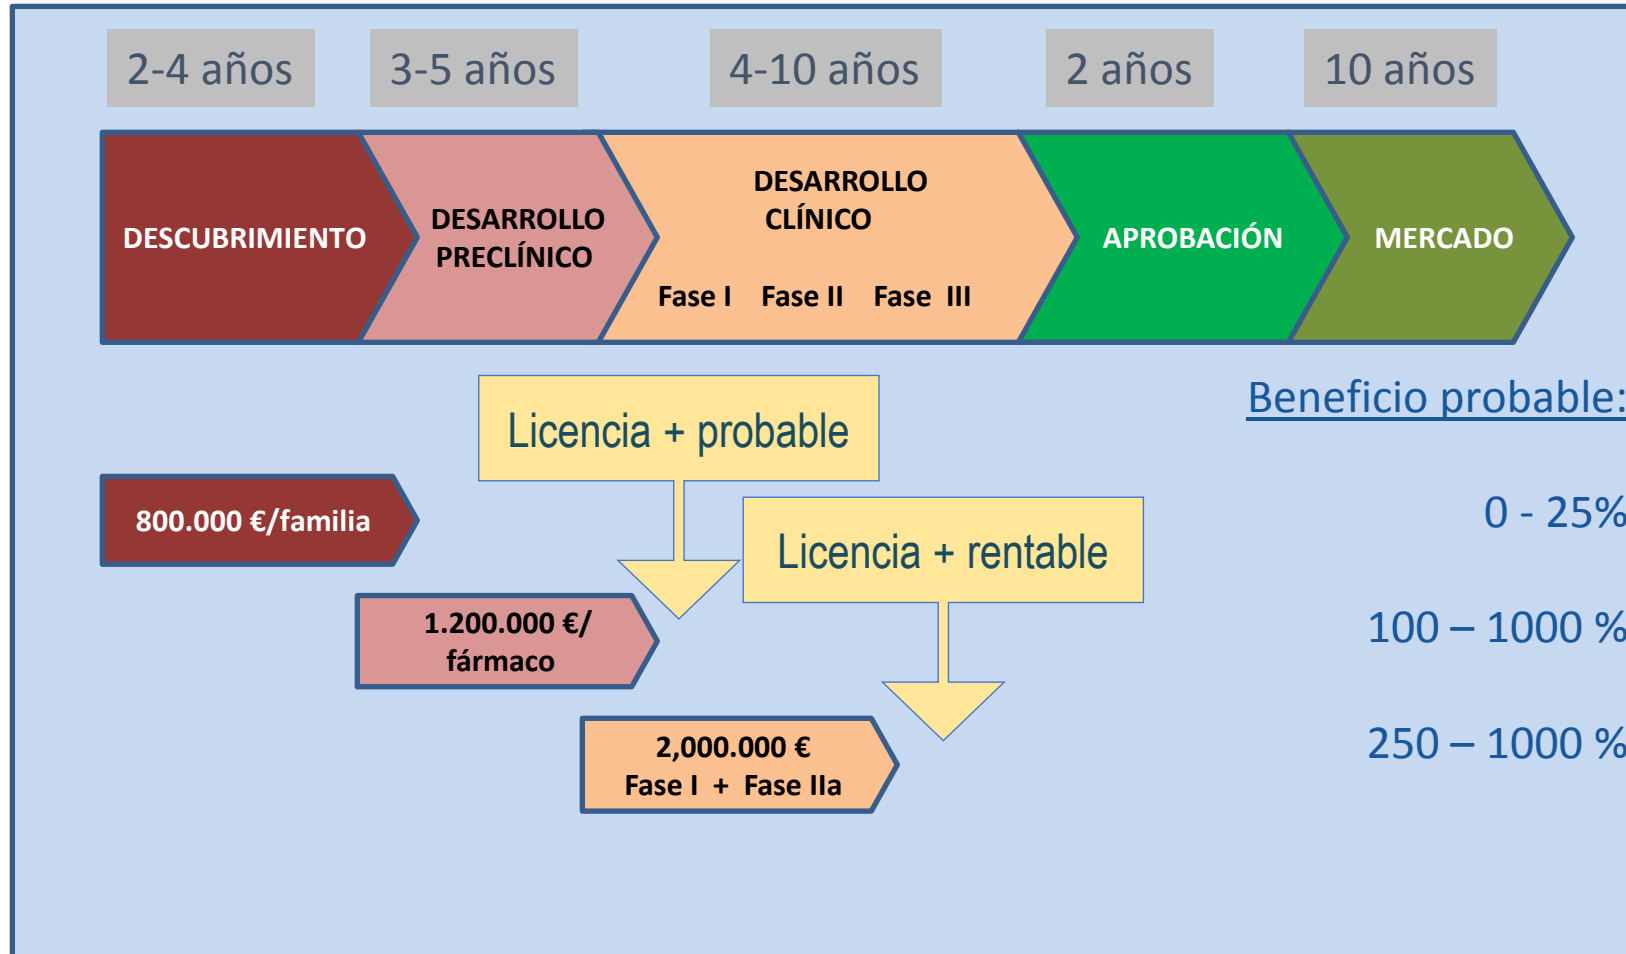 2-4 años
3-5 años
4-10 años
2 años
10 años
DESCUBRIMIENTO
DESARROLLO
PRECLÍNICO
DESARROLLO
CLÍNICO
Fase I Fase II Fase III
APROBACIÓN
MERCADO
Licencia + probable
Beneficio probable:
800.000 €/familia
0 - 25%
Licencia + rentable
1.200.000 €/
fármaco
100 – 1000 %
2,000.000 €
Fase I + Fase IIa
250 – 1000 %